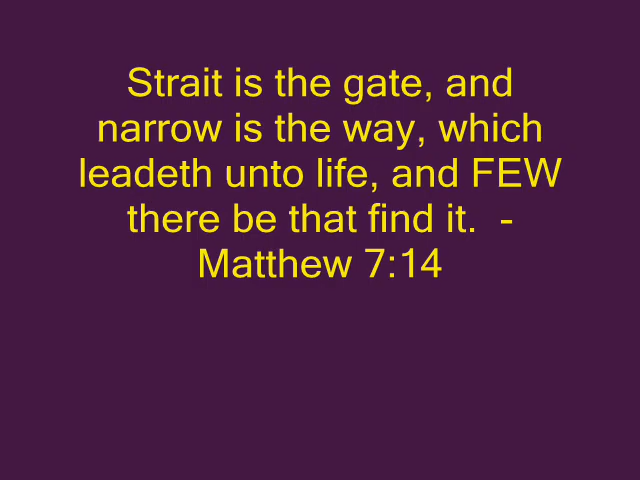 Strait is the gate, and
narrow is the way, which
leadeth unto life, and FEW
there be that find it.  -
Matthew 7:14